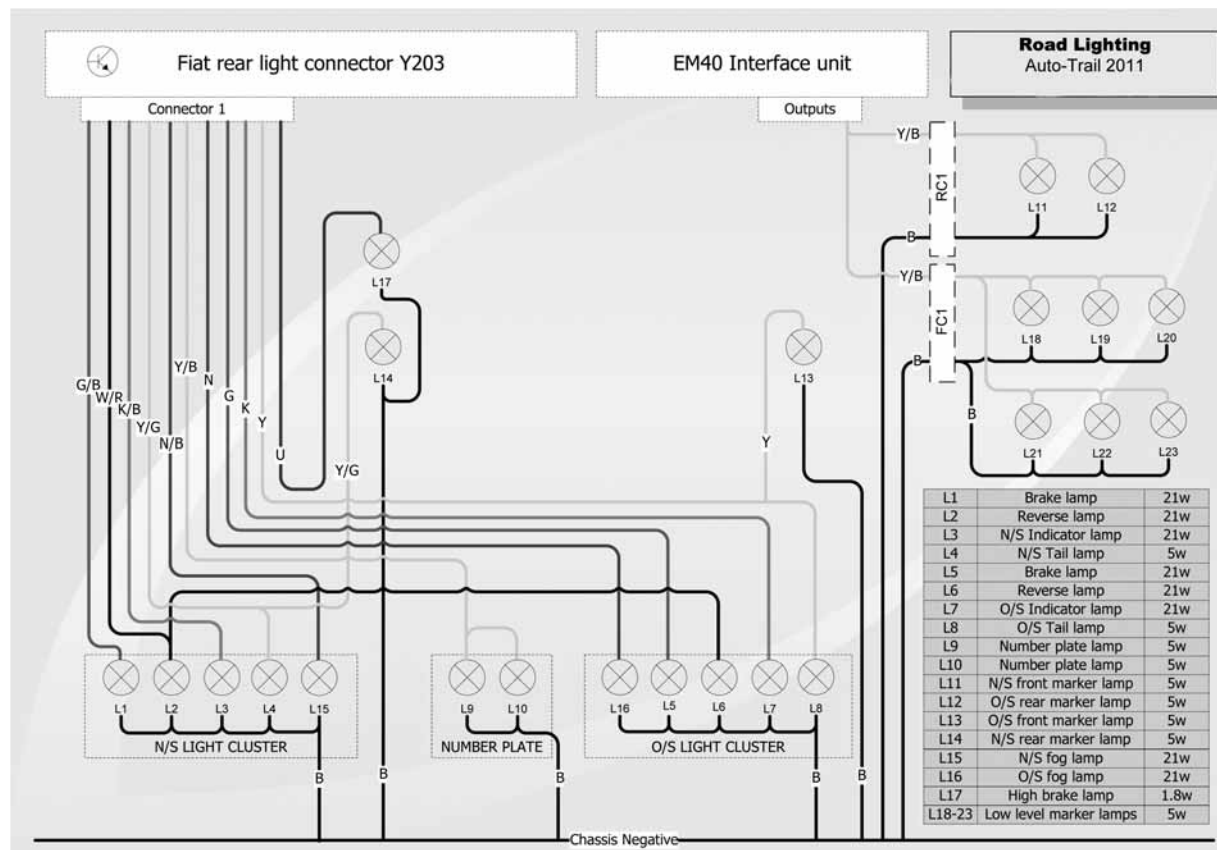 Fiat rear light connector Y203
Connector 1
EM40 Interface unit
Outputs
Road Lighting
Auto-Trail 2011
Y/B
RC1
L11
L12
B
Y/B
FC1
L18
L19
L20
B
B
L21
L22
L23
L17
L14
L13
G/B
W/R
K/B
Y/G
N/B
Y/B
N
G
K
Y
U
Y/G
Y
L1
L2
L3
L4
L15
N/S LIGHT CLUSTER
L9
L10
NUMBER PLATE
L16
L5
L6
L7
L8
O/S LIGHT CLUSTER
B
B
B
B
B
Chassis Negative
L1 Brake lamp 21w
L2 Reverse lamp 21w
L3 N/S Indicator lamp 21w
L4 N/S Tail lamp 5w
L5 Brake lamp 21w
L6 Reverse lamp 21w
L7 O/S Indicator lamp 21w
L8 O/S Tail lamp 5w
L9 Number plate lamp 5w
L10 Number plate lamp 5w
L11 N/S front marker lamp 5w
L12 O/S rear marker lamp 5w
L13 O/S front marker lamp 5w
L14 N/S rear marker lamp 5w
L15 N/S fog lamp 21w
L16 O/S fog lamp 21w
L17 High brake lamp 1.8w
L18-23 Low level marker lamps 5w